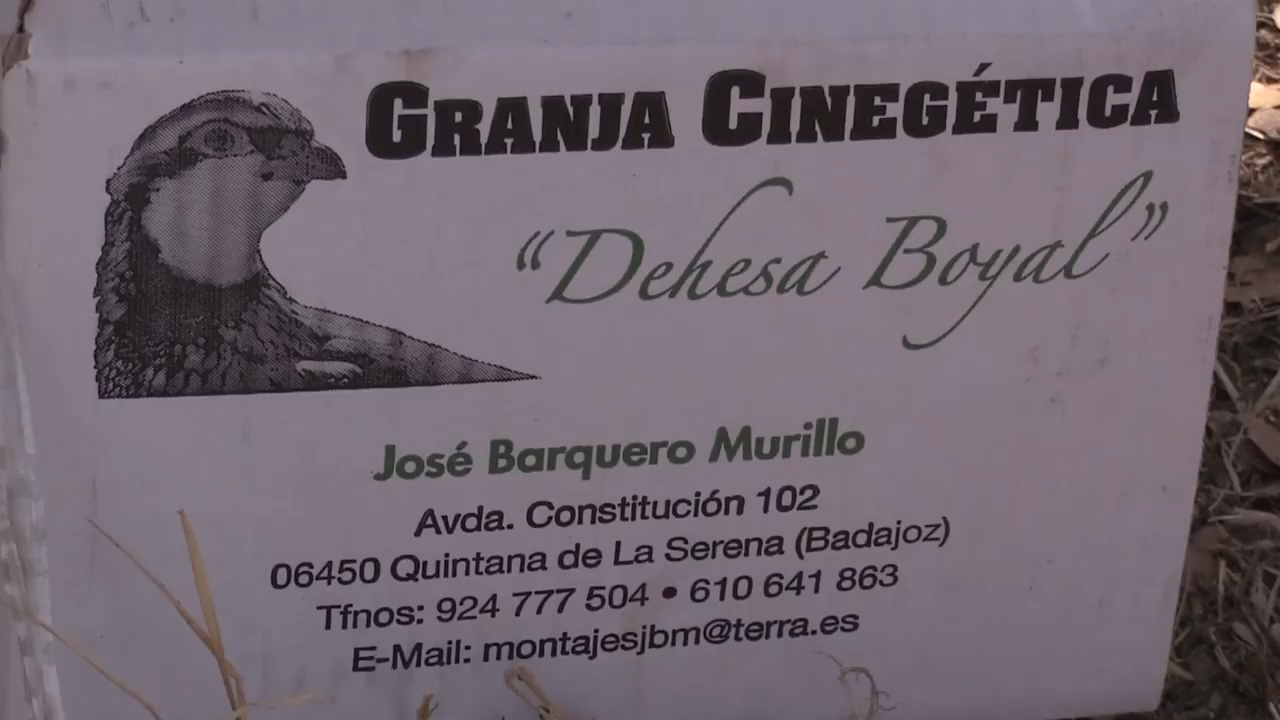 GRANJA CINEGÉTICA
“Dehesa Boyal”
José Barquero Murillo
Avda. Constitución 102
06450 Quintana de La Serena (Badajoz)
Tfnos: 924 777 504 • 610 641 863
E-Mail: montajesjbm@terra.es